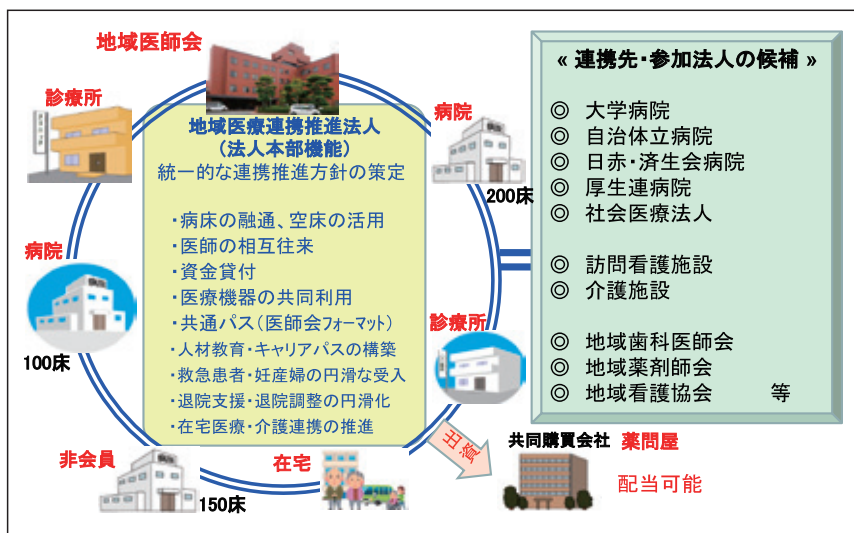 地域医師会
診療所
病院
200床
地域医療連携推進法人
（法人本部機能）
統一的な連携推進方針の策定
・病床の融通、空床の活用
・医師の相互往来
・資金貸付
・医療機器の共同利用
・共通パス（医師会フォーマット）
・人材教育・キャリアパスの構築
・救急患者・妊産婦の円滑な受入
・退院支援・退院調整の円滑化
・在宅医療・介護連携の推進
病院
100床
診療所
非会員
150床
在宅
出資
共同購買会社 薬問屋
配当可能
« 連携先・参加法人の候補 »
◎ 大学病院
◎ 自治体立病院
◎ 日赤・済生会病院
◎ 厚生連病院
◎ 社会医療法人
◎ 訪問看護施設
◎ 介護施設
◎ 地域歯科医師会
◎ 地域薬剤師会
◎ 地域看護協会 等